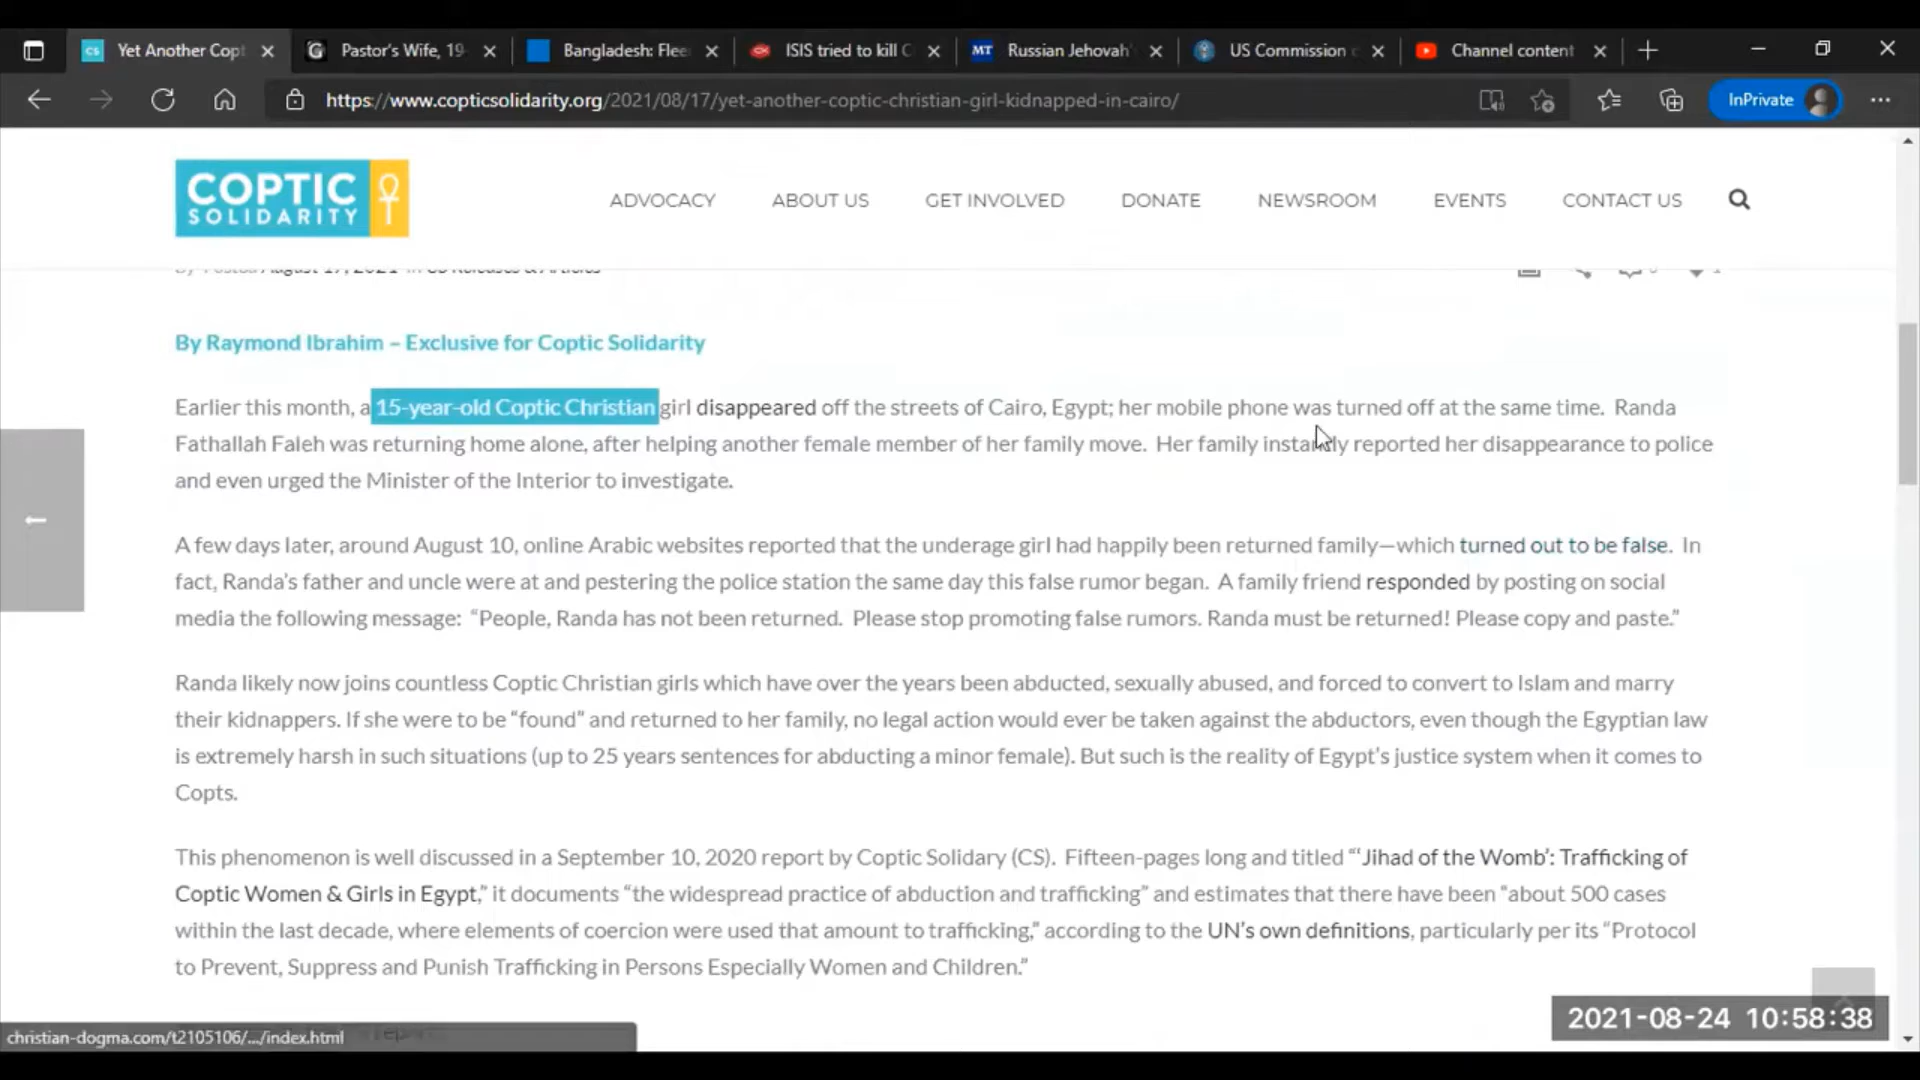 Yet Another Copt
Pastor's Wife, 19
Bangladesh: Flee
ISIS tried to kill C
MT Russian Jehovah'
US Commission
Channel content
https://www.copticsolidarity.org/2021/08/17/yet-another-coptic-christian-girl-kidnapped-in-cairo/
InPrivate
COPTIC
SOLIDARITY
ADVOCACY ABOUT US GET INVOLVED DONATE NEWSROOM EVENTS CONTACT US
By Posted August 17, 2021 in CS Releases & Articles
By Raymond Ibrahim – Exclusive for Coptic Solidarity
Earlier this month, a 15-year-old Coptic Christian girl disappeared off the streets of Cairo, Egypt; her mobile phone was turned off at the same time. Randa
Fathallah Faleh was returning home alone, after helping another female member of her family move. Her family instantly reported her disappearance to police
and even urged the Minister of the Interior to investigate.
A few days later, around August 10, online Arabic websites reported that the underage girl had happily been returned family—which turned out to be false. In
fact, Randa's father and uncle were at and pestering the police station the same day this false rumor began. A family friend responded by posting on social
media the following message: “People, Randa has not been returned. Please stop promoting false rumors. Randa must be returned! Please copy and paste.”
Randa likely now joins countless Coptic Christian girls which have over the years been abducted, sexually abused, and forced to convert to Islam and marry
their kidnappers. If she were to be “found” and returned to her family, no legal action would ever be taken against the abductors, even though the Egyptian law
is extremely harsh in such situations (up to 25 years sentences for abducting a minor female). But such is the reality of Egypt's justice system when it comes to
Copts.
This phenomenon is well discussed in a September 10, 2020 report by Coptic Solidary (CS). Fifteen-pages long and titled “‘Jihad of the Womb’: Trafficking of
Coptic Women & Girls in Egypt,” it documents “the widespread practice of abduction and trafficking” and estimates that there have been “about 500 cases
within the last decade, where elements of coercion were used that amount to trafficking,” according to the UN's own definitions, particularly per its “Protocol
to Prevent, Suppress and Punish Trafficking in Persons Especially Women and Children.”
christian-dogma.com/t2105106/.../index.html
2021-08-24 10:58:38